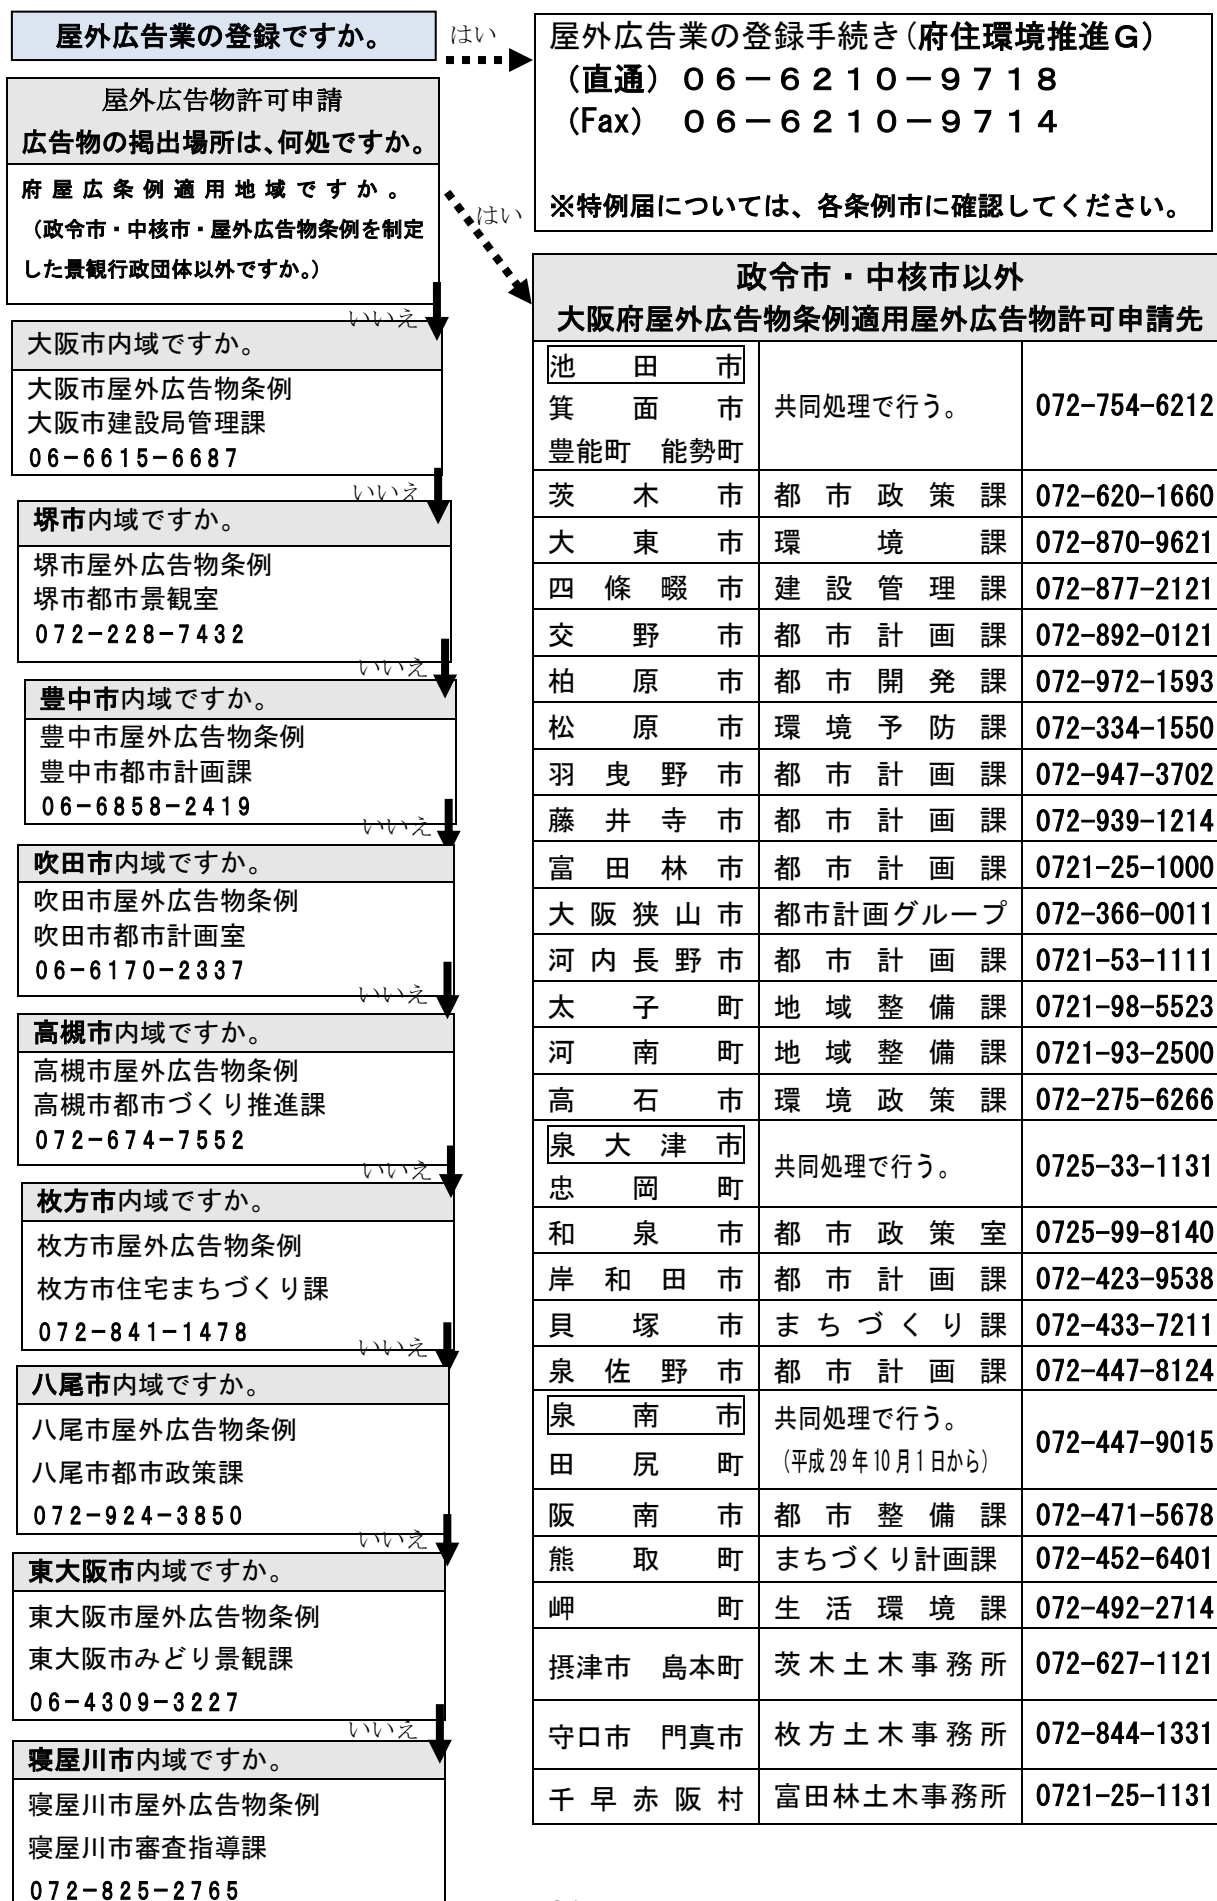 屋外広告業の登録ですか。
はい
屋外広告業の登録手続き(府住環境推進G)
(直通) 06-6210-9718
(Fax) 06-6210-9714
※特例届については、各条例市に確認してください。
屋外広告物許可申請
広告物の掲出場所は、何処ですか。
府屋広条例適用地域ですか。
(政令市・中核市・屋外広告物条例を制定
した景観行政団体以外ですか。)
はい
いいえ
大阪市内域ですか。
大阪市屋外広告物条例
大阪市建設局管理課
06-6615-6687
いいえ
堺市内域ですか。
堺市屋外広告物条例
堺市都市景観室
072-228-7432
いいえ
豊中市内域ですか。
豊中市屋外広告物条例
豊中市都市計画課
06-6858-2419
いいえ
吹田市内域ですか。
吹田市屋外広告物条例
吹田市都市計画室
06-6170-2337
いいえ
高槻市内域ですか。
高槻市屋外広告物条例
高槻市都市づくり推進課
072-674-7552
いいえ
枚方市内域ですか。
枚方市屋外広告物条例
枚方市住宅まちづくり課
072-841-1478
いいえ
八尾市内域ですか。
八尾市屋外広告物条例
八尾市都市政策課
072-924-3850
いいえ
東大阪市内域ですか。
東大阪市屋外広告物条例
東大阪市みどり景観課
06-4309-3227
いいえ
寝屋川市内域ですか。
寝屋川市屋外広告物条例
寝屋川市審査指導課
072-825-2765
政令市・中核市以外
大阪府屋外広告物条例適用屋外広告物許可申請先
池田市
箕面市 共同処理で行う。 072-754-6212
豊能町 能勢町
茨木市 都市政策課 072-620-1660
大東市 環境課 072-870-9621
四條畷市 建設管理課 072-877-2121
交野市 都市計画課 072-892-0121
柏原市 都市開発課 072-972-1593
松原市 環境予防課 072-334-1550
羽曳野市 都市計画課 072-947-3702
藤井寺市 都市計画課 072-939-1214
富田林市 都市計画課 0721-25-1000
大阪狭山市 都市計画グループ 072-366-0011
河内長野市 都市計画課 0721-53-1111
太子町 地域整備課 0721-98-5523
河南町 地域整備課 0721-93-2500
高石市 環境政策課 072-275-6266
泉大津市
忠岡町 共同処理で行う。 0725-33-1131
和泉市 都市政策室 0725-99-8140
岸和田市 都市計画課 072-423-9538
貝塚市 まちづくり課 072-433-7211
泉佐野市 都市計画課 072-447-8124
泉南市 共同処理で行う。
田尻町 (平成29年10月1日から) 072-447-9015
阪南市 都市整備課 072-471-5678
熊取町 まちづくり計画課 072-452-6401
岬町 生活環境課 072-492-2714
摂津市 島本町 茨木土木事務所 072-627-1121
守口市 門真市 枚方土木事務所 072-844-1331
千早赤阪村 富田林土木事務所 0721-25-1131